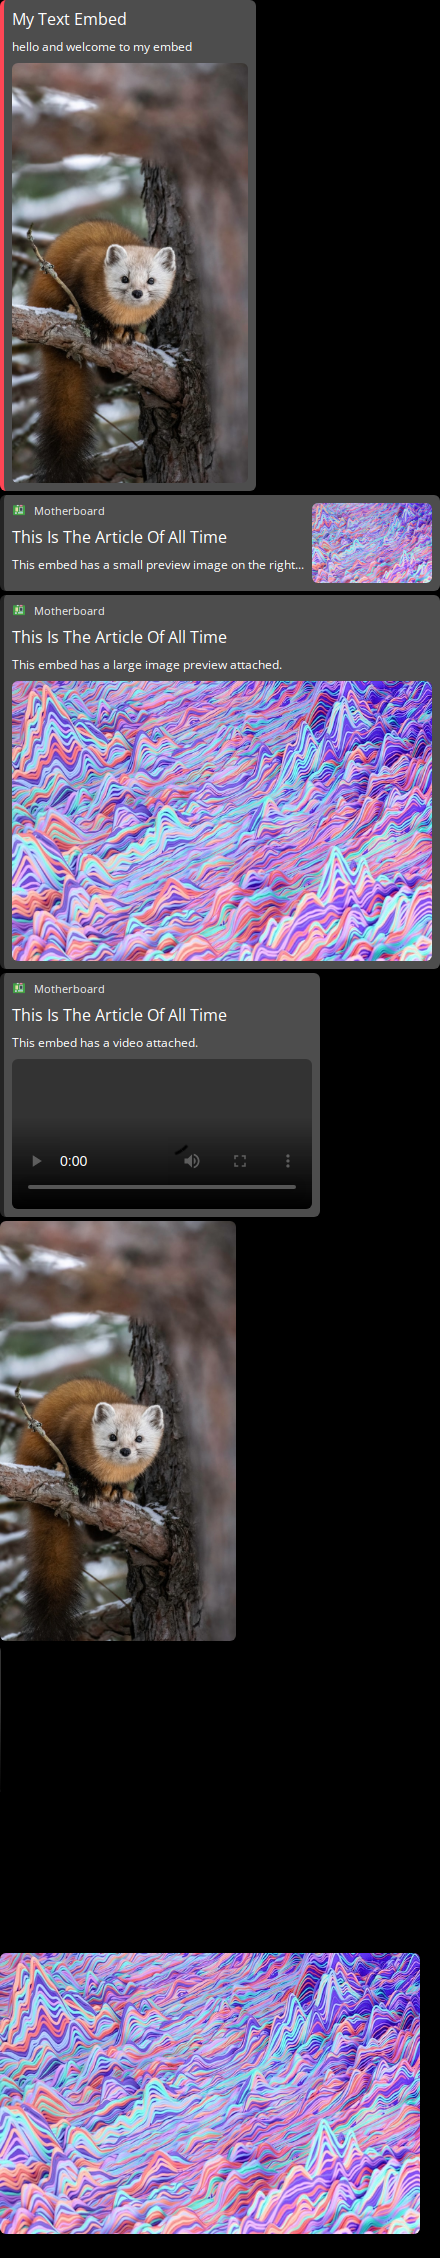 My Text Embed
hello and welcome to my embed
Motherboard
This Is The Article Of All Time
This embed has a small preview image on the right...
Motherboard
This Is The Article Of All Time
This embed has a large image preview attached.
Motherboard
This Is The Article Of All Time
This embed has a video attached.
0:00